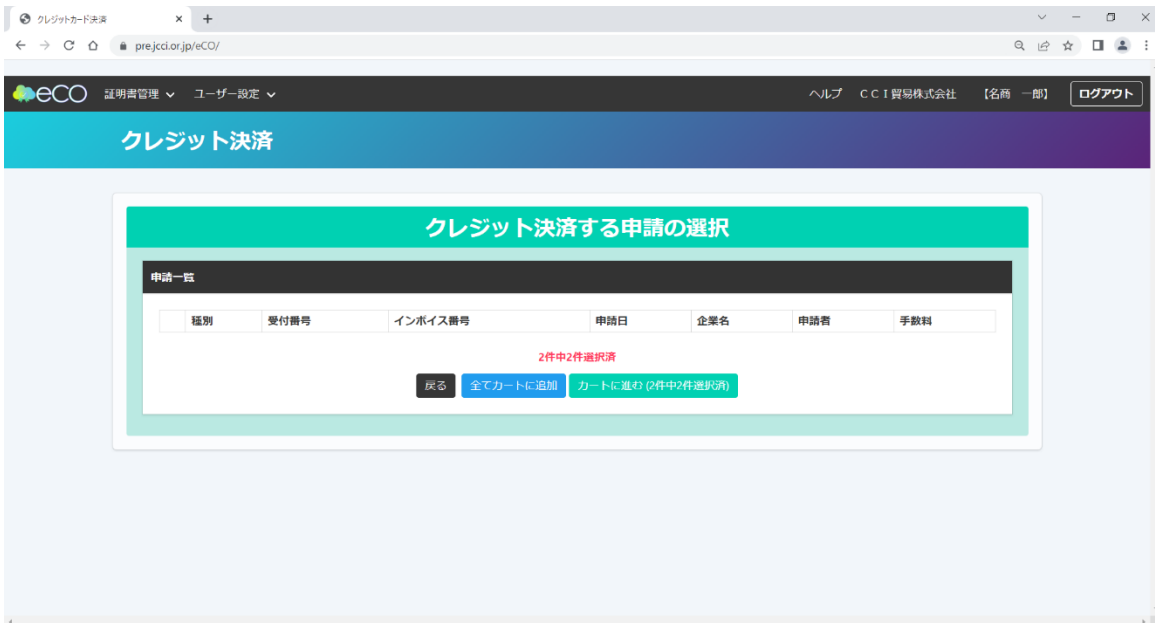 クレジットカード決済
pre.jcci.or.jp/eCO/
eCO 証明書管理 ユーザー設定 ヘルプ CCI貿易株式会社 【名商 一郎】 ログアウト
クレジット決済
クレジット決済する申請の選択
申請一覧
種別 受付番号 インボイス番号 申請日 企業名 申請者 手数料
2件中2件選択済
戻る 全てカートに追加 カートに進む (2件中2件選択済)